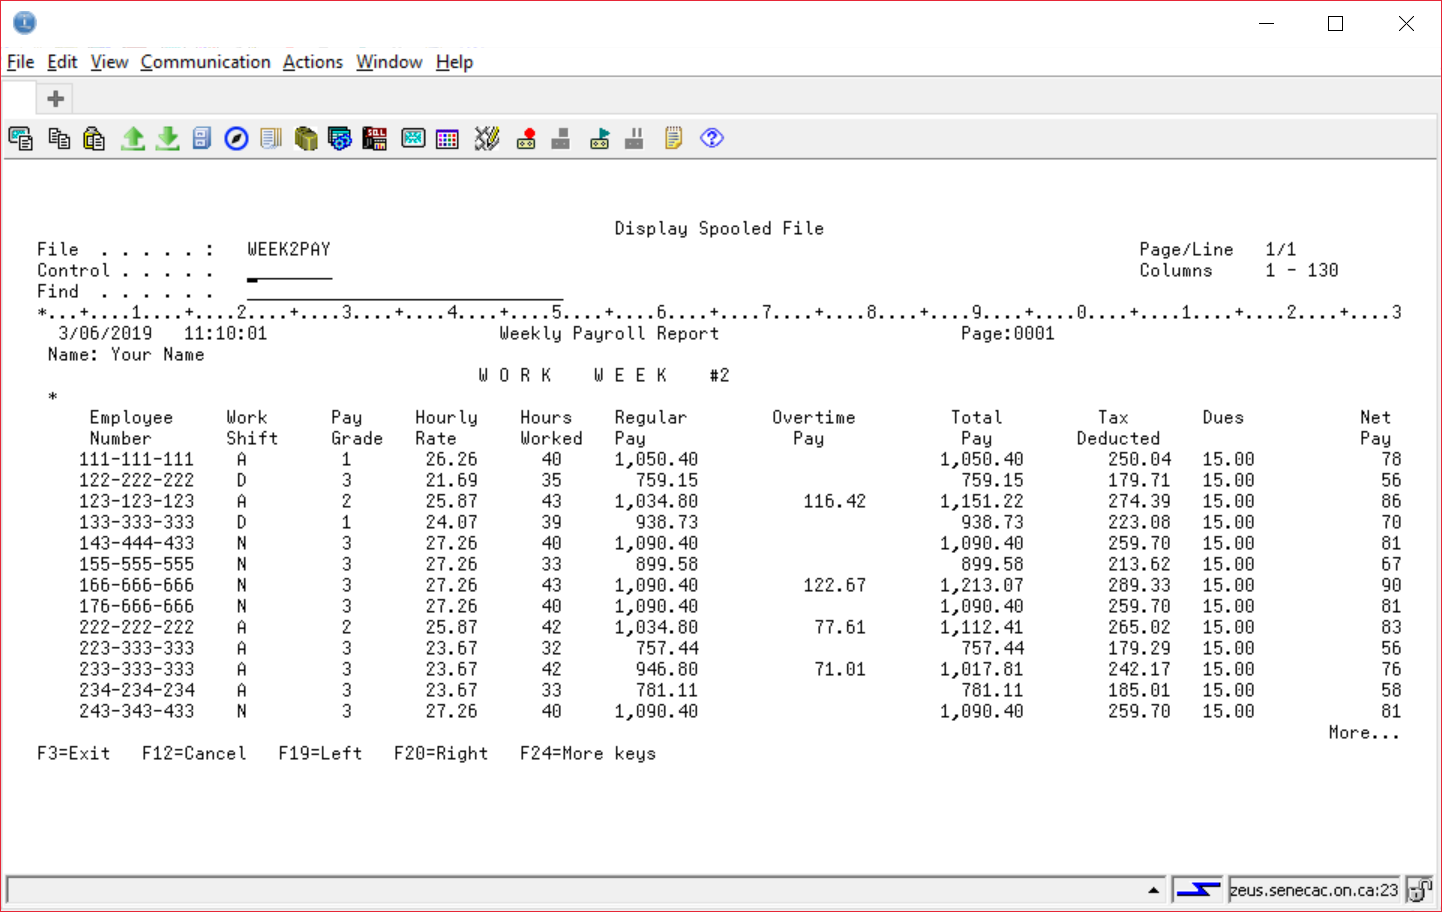 File Edit View Communication Actions Window Help
Display Spooled File
File . . . . . : WEEK2PAY Page/Line 1/1
Control . . . . . Columns 1 - 130
Find . . . . . .
*...+....1....+....2....+....3....+....4....+....5....+....6....+....7....+....8....+....9....+....0....+....1....+....2....+....3
3/06/2019 11:10:01 Weekly Payroll Report Page:0001
Name: Your Name
W O R K W E E K #2
*
Employee Work Pay Hourly Hours Regular Overtime Total Tax Dues Net
Number Shift Grade Rate Worked Pay Pay Pay Deducted Pay
111-111-111 A 1 26.26 40 1,050.40 1,050.40 250.04 15.00 78
122-222-222 D 3 21.69 35 759.15 759.15 179.71 15.00 56
123-123-123 A 2 25.87 43 1,034.80 116.42 1,151.22 274.39 15.00 86
133-333-333 D 1 24.07 39 938.73 938.73 223.08 15.00 70
143-444-433 N 3 27.26 40 1,090.40 1,090.40 259.70 15.00 81
155-555-555 N 3 27.26 33 899.58 899.58 213.62 15.00 67
166-666-666 N 3 27.26 43 1,090.40 122.67 1,213.07 289.33 15.00 90
176-666-666 N 3 27.26 40 1,090.40 1,090.40 259.70 15.00 81
222-222-222 A 2 25.87 42 1,034.80 77.61 1,112.41 265.02 15.00 83
223-333-333 A 3 23.67 32 757.44 757.44 179.29 15.00 56
233-333-333 A 3 23.67 42 946.80 71.01 1,017.81 242.17 15.00 76
234-234-234 A 3 23.67 33 781.11 781.11 185.01 15.00 58
243-343-433 N 3 27.26 40 1,090.40 1,090.40 259.70 15.00 81
More...
F3=Exit F12=Cancel F19=Left F20=Right F24=More keys
zeus.senecac.on.ca:23